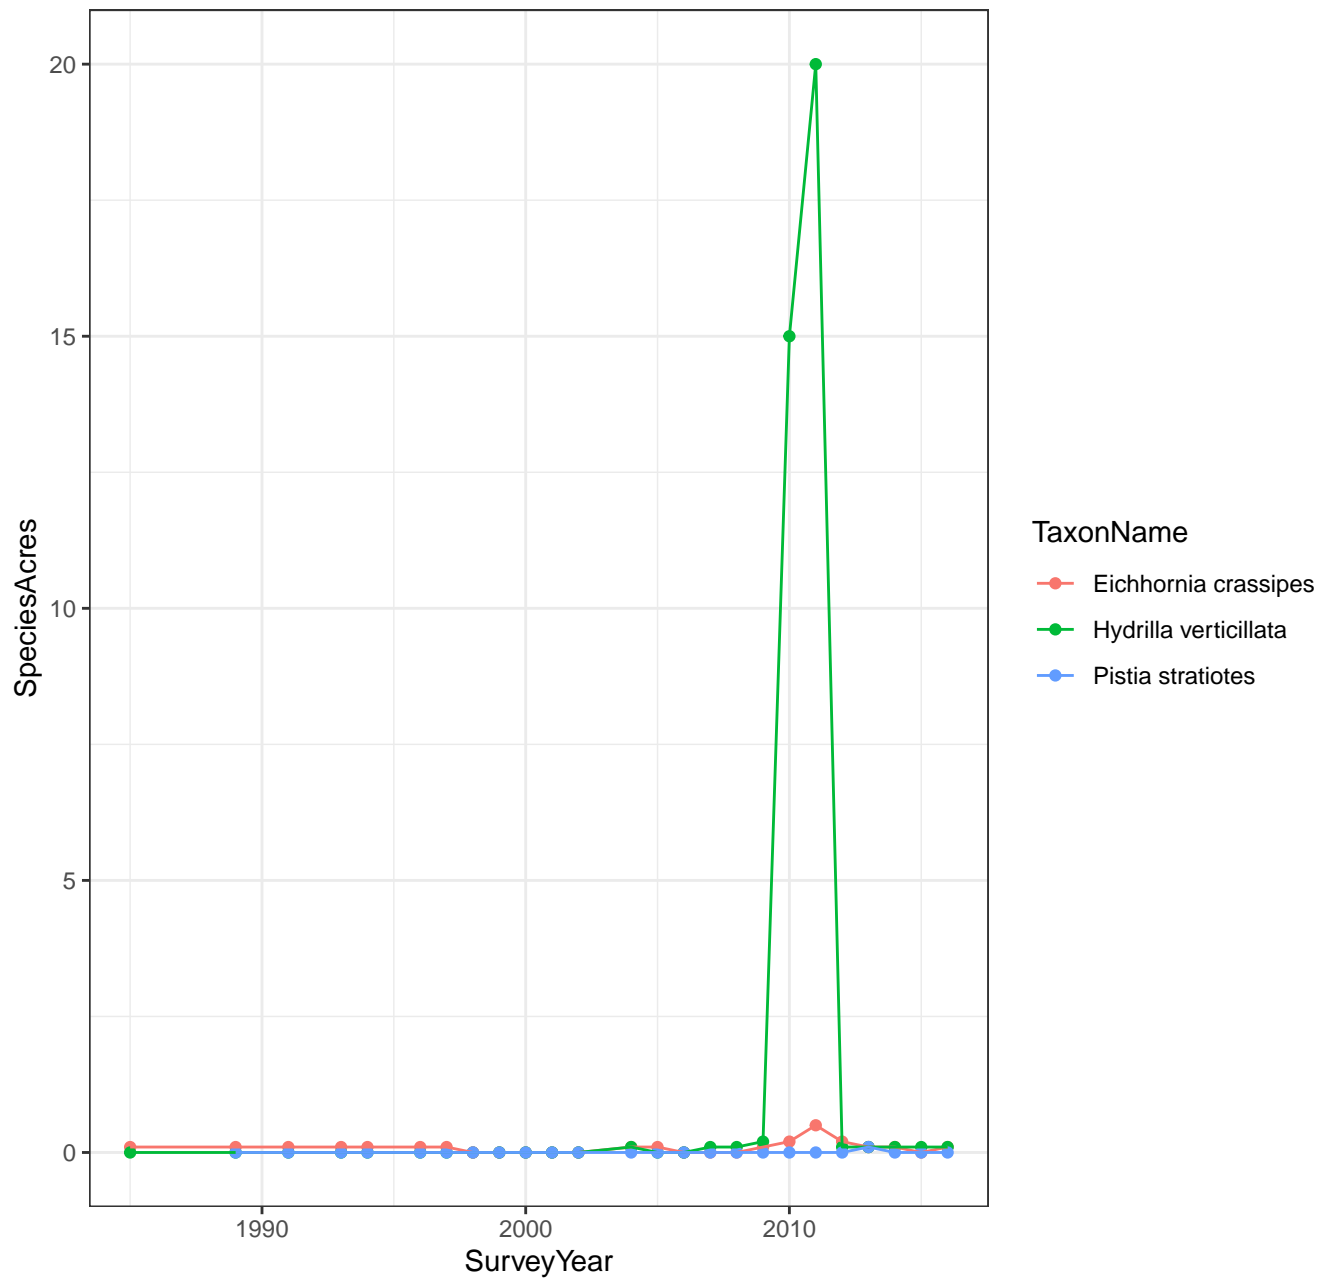 20
15
10
5
0
SpeciesAcres
1990 2000 2010
SurveyYear
TaxonName
Eichhornia crassipes
Hydrilla verticillata
Pistia stratiotes